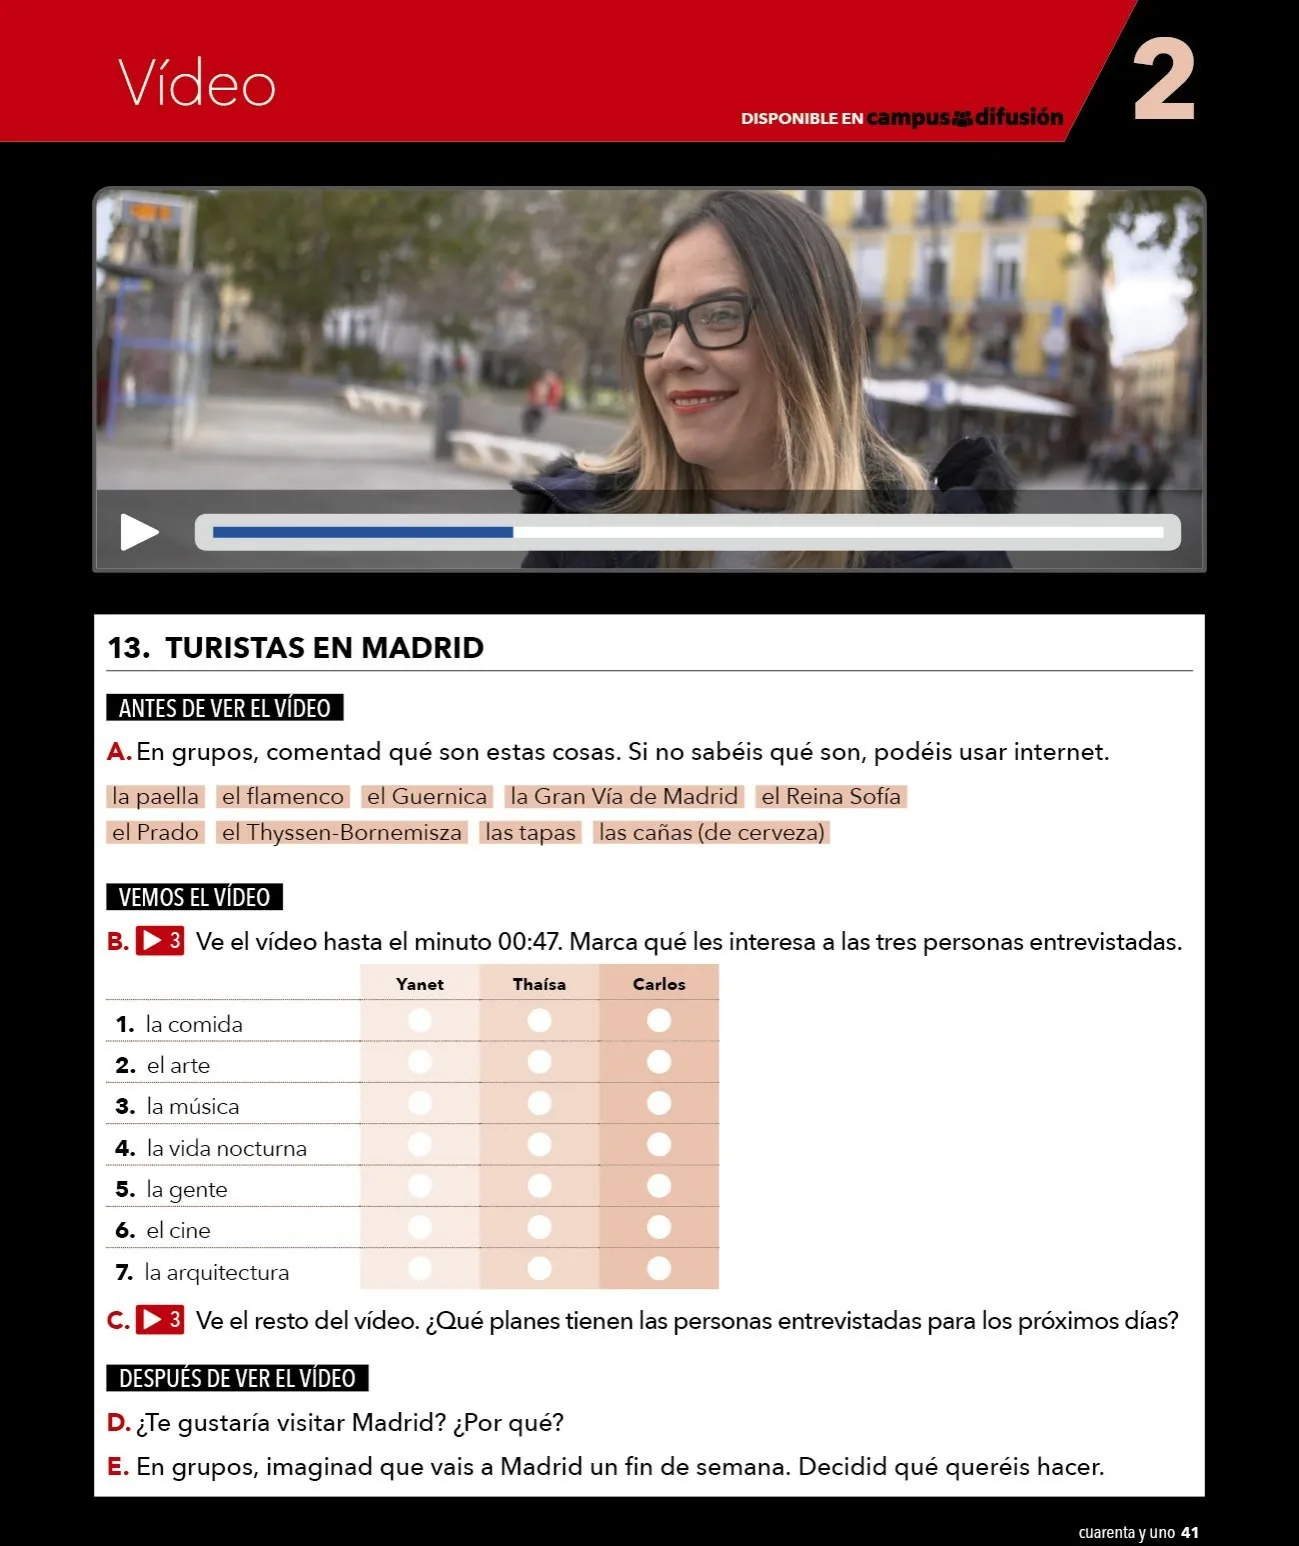 Vídeo
DISPONIBLE EN campus difusión
2
13. TURISTAS EN MADRID
ANTES DE VER EL VÍDEO
A. En grupos, comentad qué son estas cosas. Si no sabéis qué son, podéis usar internet.
la paella el flamenco el Guernica la Gran Vía de Madrid el Reina Sofía
el Prado el Thyssen-Bornemisza las tapas las cañas (de cerveza)
VEMOS EL VÍDEO
B. 3 Ve el vídeo hasta el minuto 00:47. Marca qué les interesa a las tres personas entrevistadas.
Yanet Thaísa Carlos
1. la comida
2. el arte
3. la música
4. la vida nocturna
5. la gente
6. el cine
7. la arquitectura
C. 3 Ve el resto del vídeo. ¿Qué planes tienen las personas entrevistadas para los próximos días?
DESPUÉS DE VER EL VÍDEO
D. ¿Te gustaría visitar Madrid? ¿Por qué?
E. En grupos, imaginad que vais a Madrid un fin de semana. Decidid qué queréis hacer.
cuarenta y uno 41